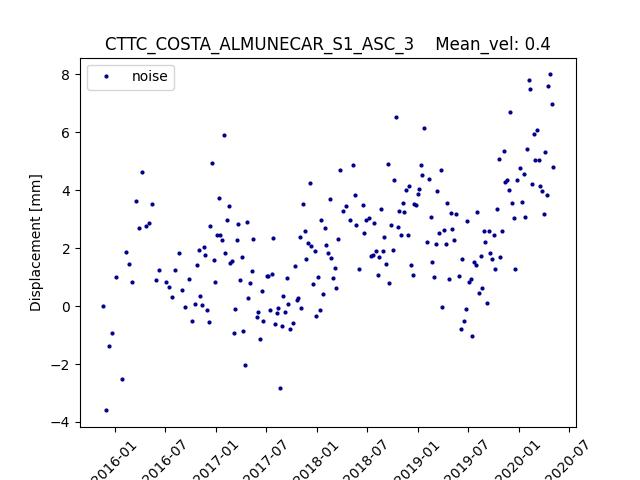 CTTC_COSTA_ALMUNECAR_S1_ASC_3    Mean_vel: 0.4
noise
Displacement [mm]
8
6
4
2
0
−2
−4
2016-01 2016-07 2017-01 2017-07 2018-01 2018-07 2019-01 2019-07 2020-01 2020-07